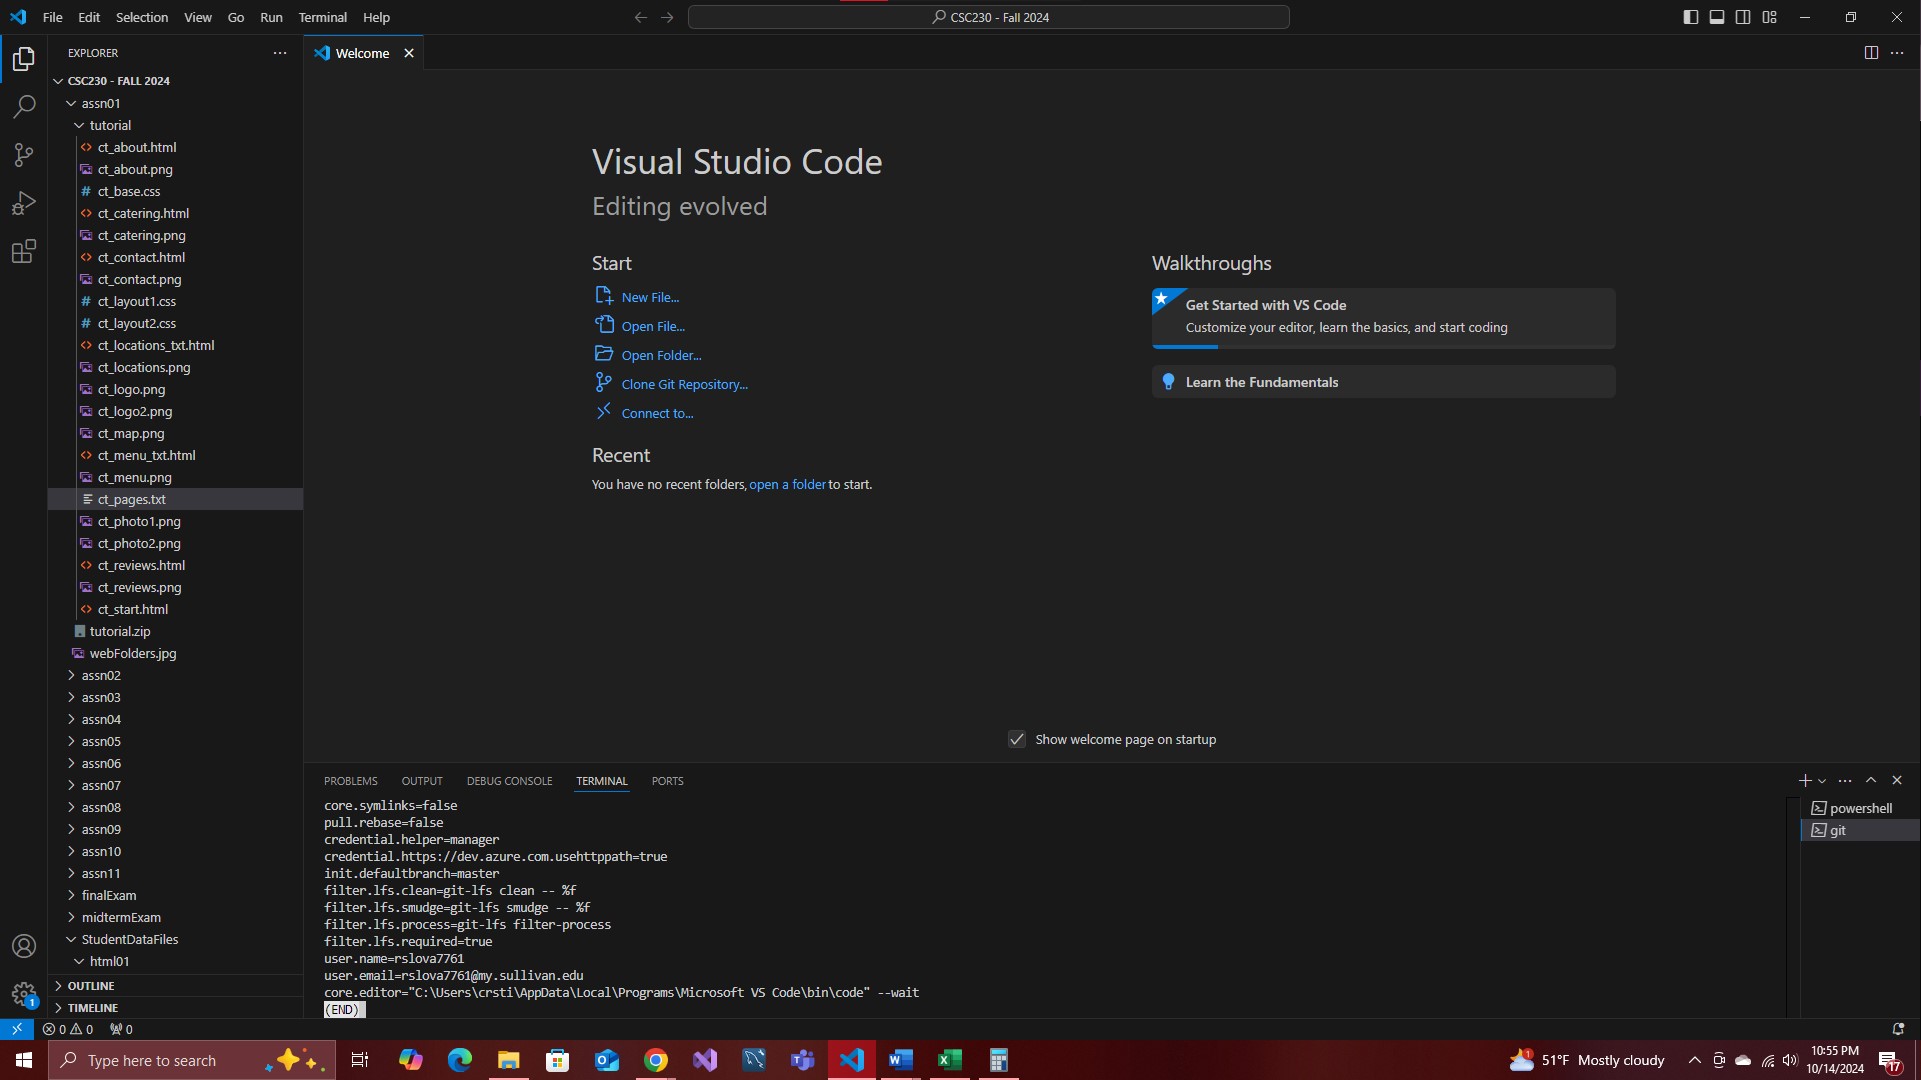 File Edit Selection View Go Run Terminal Help
CSC230 - Fall 2024
EXPLORER
Welcome
CSC230 - FALL 2024
assn01
tutorial
ct_about.html
ct_about.png
ct_base.css
ct_catering.html
ct_catering.png
ct_contact.html
ct_contact.png
ct_layout1.css
ct_layout2.css
ct_locations_txt.html
ct_locations.png
ct_logo.png
ct_logo2.png
ct_map.png
ct_menu_txt.html
ct_menu.png
ct_pages.txt
ct_photo1.png
ct_photo2.png
ct_reviews.html
ct_reviews.png
ct_start.html
tutorial.zip
webFolders.jpg
assn02
assn03
assn04
assn05
assn06
assn07
assn08
assn09
assn10
assn11
finalExam
midtermExam
StudentDataFiles
html01
OUTLINE
TIMELINE
Visual Studio Code
Editing evolved
Start
New File...
Open File...
Open Folder...
Clone Git Repository...
Connect to...
Recent
You have no recent folders, open a folder to start.
Walkthroughs
Get Started with VS Code
Customize your editor, learn the basics, and start coding
Learn the Fundamentals
Show welcome page on startup
PROBLEMS OUTPUT DEBUG CONSOLE TERMINAL PORTS
core.symlinks=false
pull.rebase=false
credential.helper=manager
credential.https://dev.azure.com.usehttppath=true
init.defaultbranch=master
filter.lfs.clean=git-lfs clean -- %f
filter.lfs.smudge=git-lfs smudge -- %f
filter.lfs.process=git-lfs filter-process
filter.lfs.required=true
user.name=rslova7761
user.email=rslova7761@my.sullivan.edu
core.editor="C:\Users\crsti\AppData\Local\Programs\Microsoft VS Code\bin\code" --wait
(END)
powershell
git
1
0 0 0
Type here to search
1
51°F Mostly cloudy
10:55 PM
10/14/2024
17